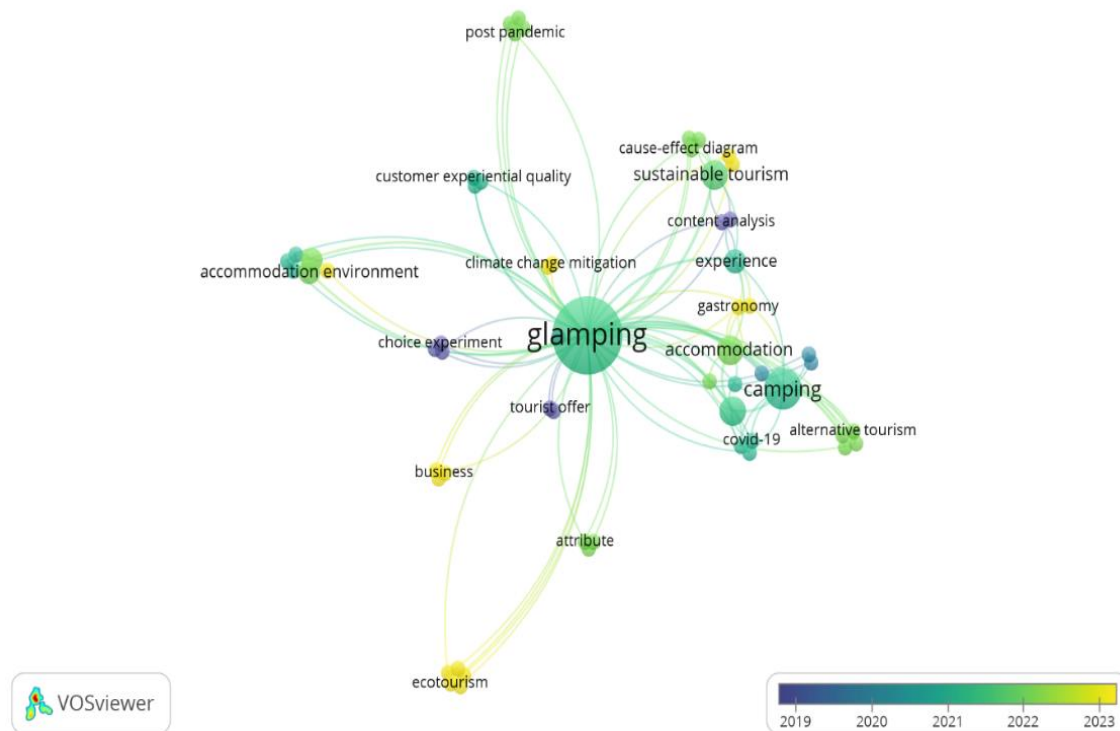 post pandemic
cause-effect diagram
sustainable tourism
customer experiential quality
content analysis
climate change mitigation
experience
accommodation environment
gastronomy
glamping
choice experiment
accommodation
camping
tourist offer
alternative tourism
covid-19
business
attribute
ecotourism
VOSviewer
2019 2020 2021 2022 2023